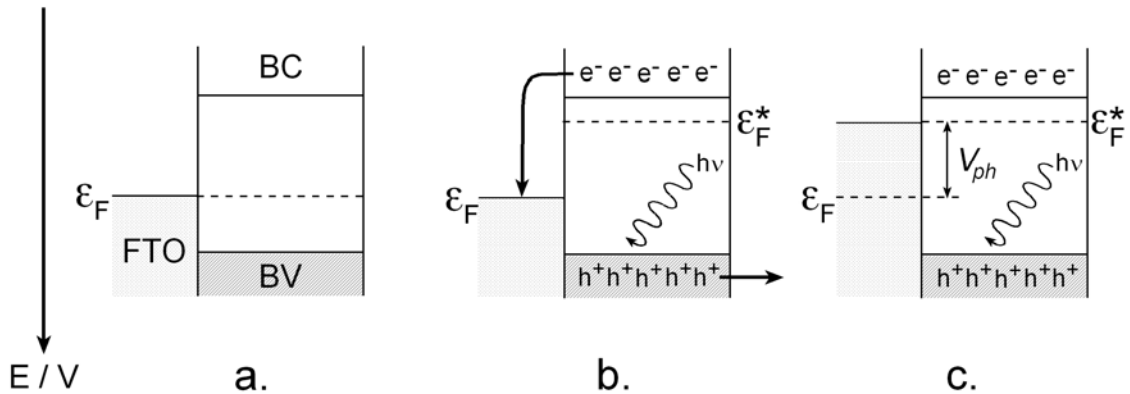 BC
εF
FTO
BV
E / V
a.
e- e- e- e- e-
ε*F
hν
εF
h+ h+ h+ h+ h+
b.
e- e- e- e- e-
ε*F
Vph
hν
εF
h+ h+ h+ h+ h+
c.